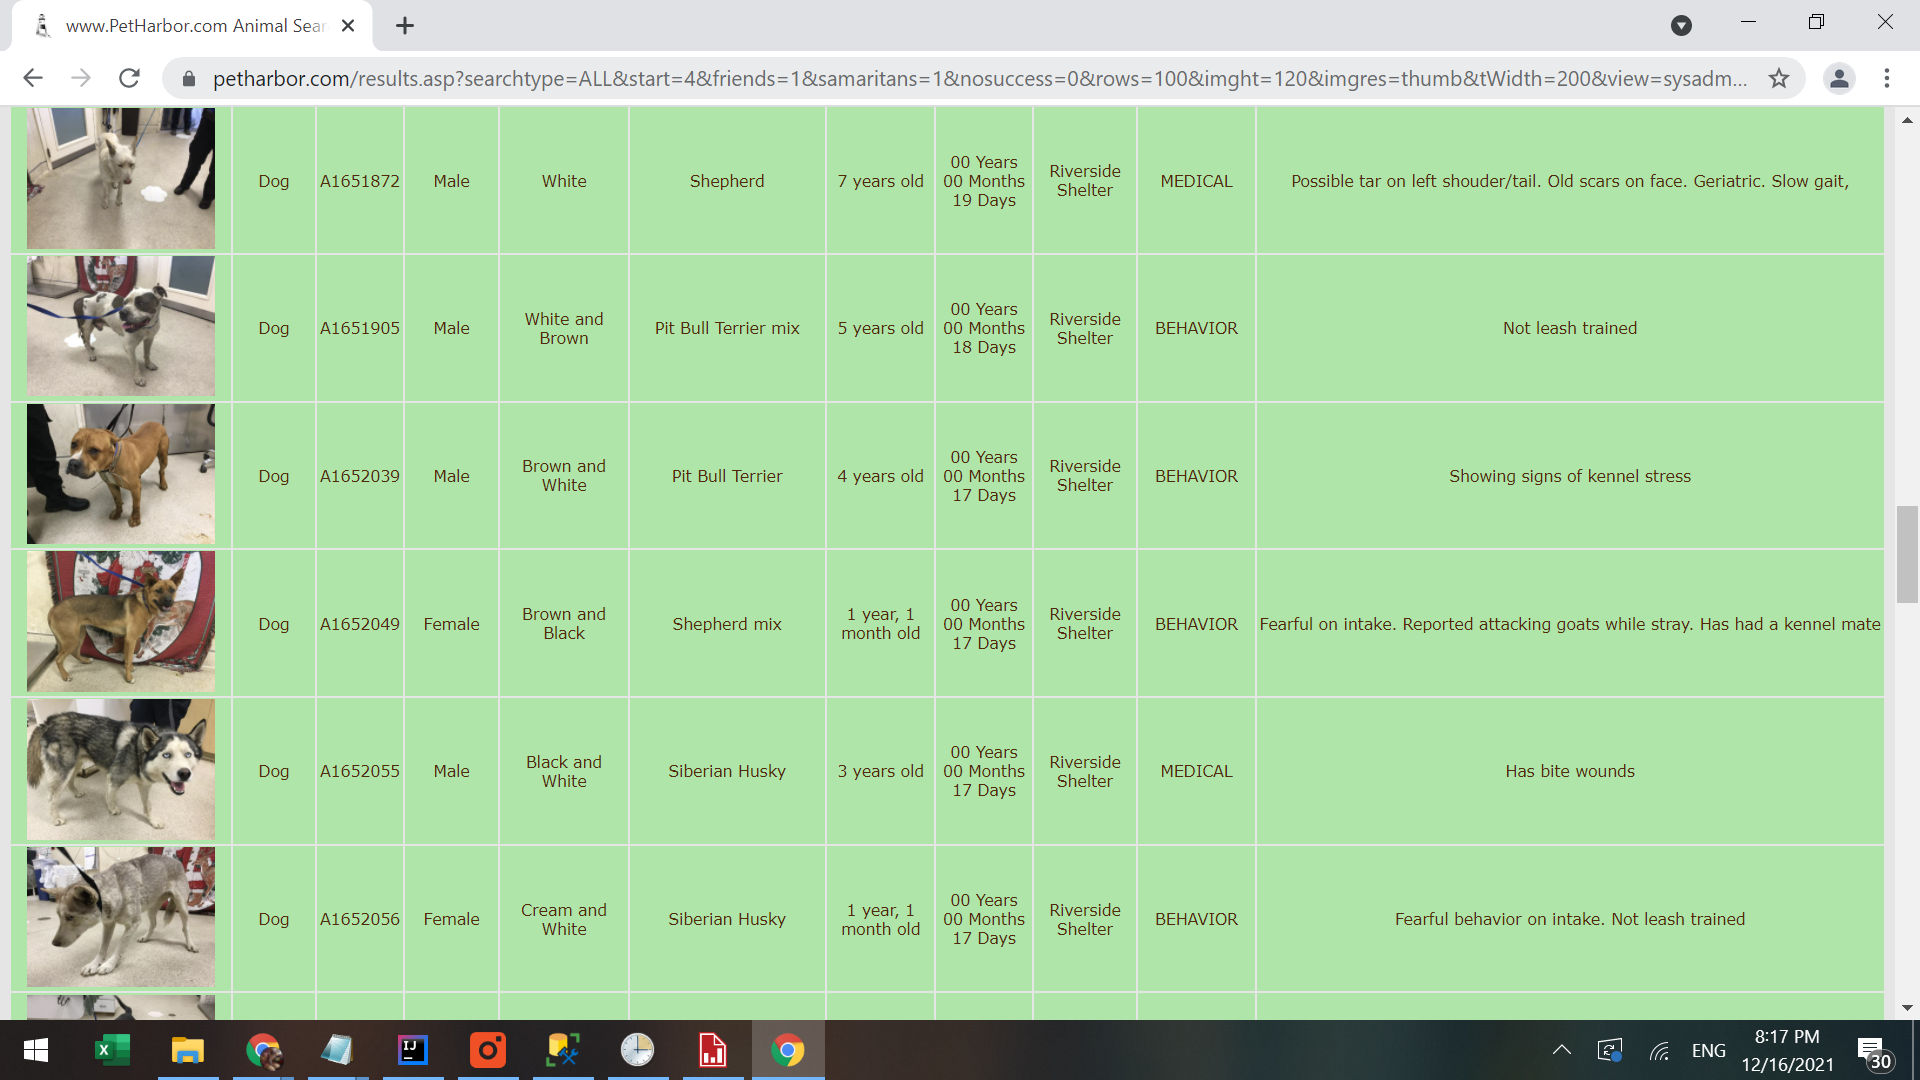 www.PetHarbor.com Animal Sear
petharbor.com/results.asp?searchtype=ALL&start=4&friends=1&samaritans=1&nosuccess=0&rows=100&imght=120&imgres=thumb&tWidth=200&view=sysadm...
Dog A1651872 Male White Shepherd 7 years old 00 Years 00 Months 19 Days Riverside Shelter MEDICAL Possible tar on left shouder/tail. Old scars on face. Geriatric. Slow gait,
Dog A1651905 Male White and Brown Pit Bull Terrier mix 5 years old 00 Years 00 Months 18 Days Riverside Shelter BEHAVIOR Not leash trained
Dog A1652039 Male Brown and White Pit Bull Terrier 4 years old 00 Years 00 Months 17 Days Riverside Shelter BEHAVIOR Showing signs of kennel stress
Dog A1652049 Female Brown and Black Shepherd mix 1 year, 1 month old 00 Years 00 Months 17 Days Riverside Shelter BEHAVIOR Fearful on intake. Reported attacking goats while stray. Has had a kennel mate
Dog A1652055 Male Black and White Siberian Husky 3 years old 00 Years 00 Months 17 Days Riverside Shelter MEDICAL Has bite wounds
Dog A1652056 Female Cream and White Siberian Husky 1 year, 1 month old 00 Years 00 Months 17 Days Riverside Shelter BEHAVIOR Fearful behavior on intake. Not leash trained
X
IJ
ENG
8:17 PM
12/16/2021
30